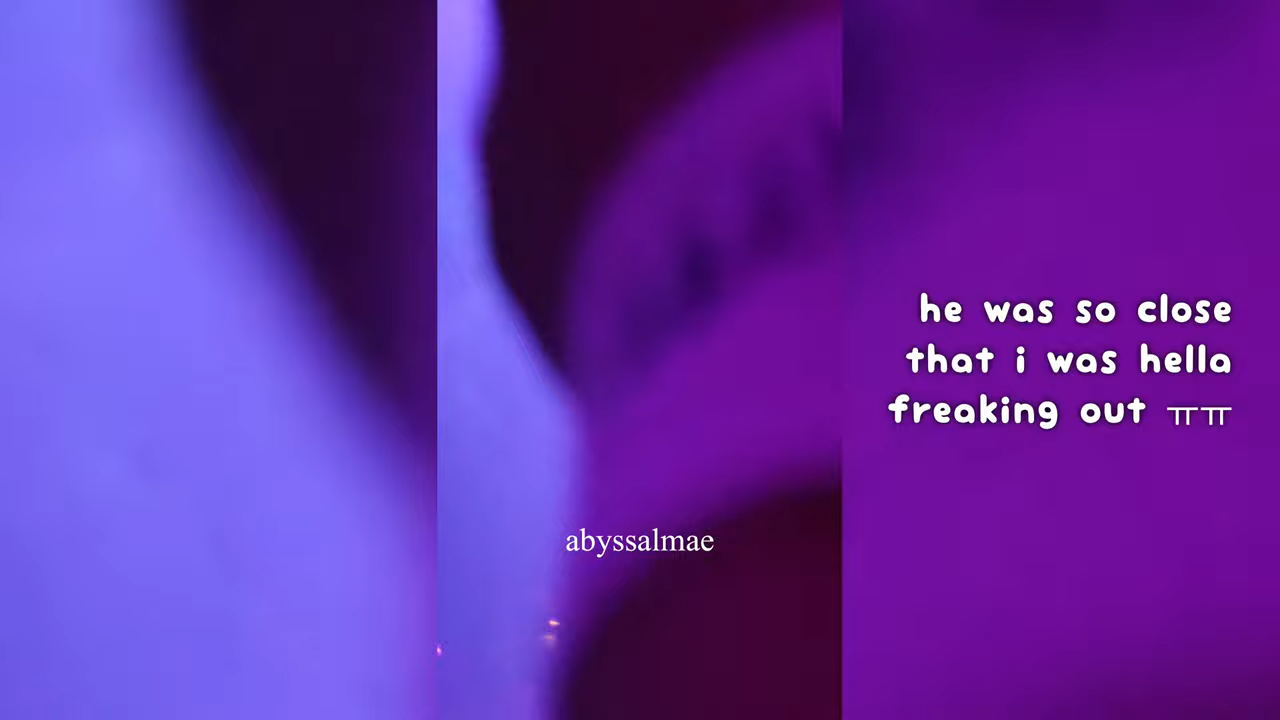 he was so close
that i was hella
freaking out ㅠㅠ
abyssalmae